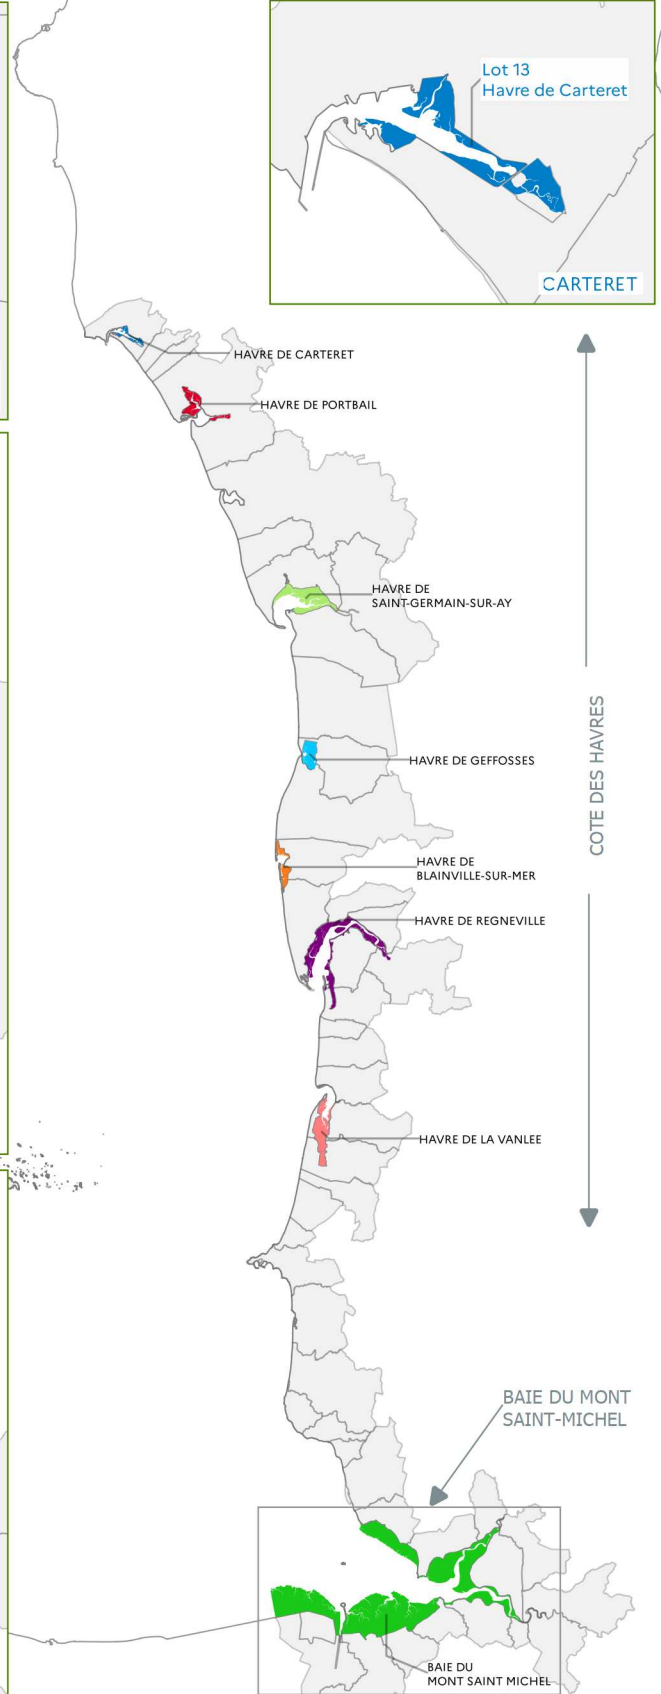 Lot 13
Havre de Carteret
CARTERET
HAVRE DE CARTERET
HAVRE DE PORTBAIL
HAVRE DE
SAINT-GERMAIN-SUR-AY
COTE DES HAVRES
HAVRE DE GEFFOSSES
HAVRE DE
BLAINVILLE-SUR-MER
HAVRE DE REGNEVILLE
HAVRE DE LA VANLEE
BAIE DU MONT
SAINT-MICHEL
BAIE DU
MONT SAINT MICHEL